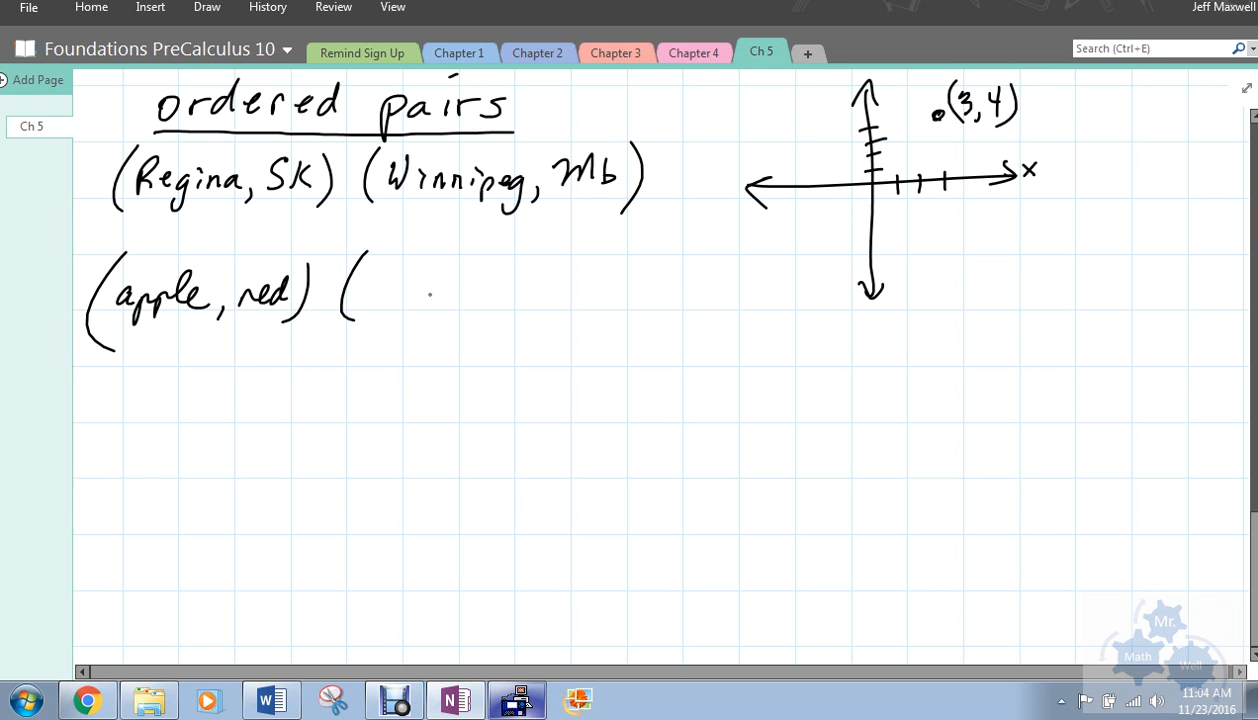 File Home Insert Draw History Review View Jeff Maxwell
Foundations PreCalculus 10 Remind Sign Up Chapter 1 Chapter 2 Chapter 3 Chapter 4 Ch 5 + Search (Ctrl+E)
Add Page
Ch 5
ordered pairs
(Regina, SK) (Winnipeg, Mb)
(apple, red) (
(3,4)
x
Mr.
Math Well
11:04 AM
11/23/2016